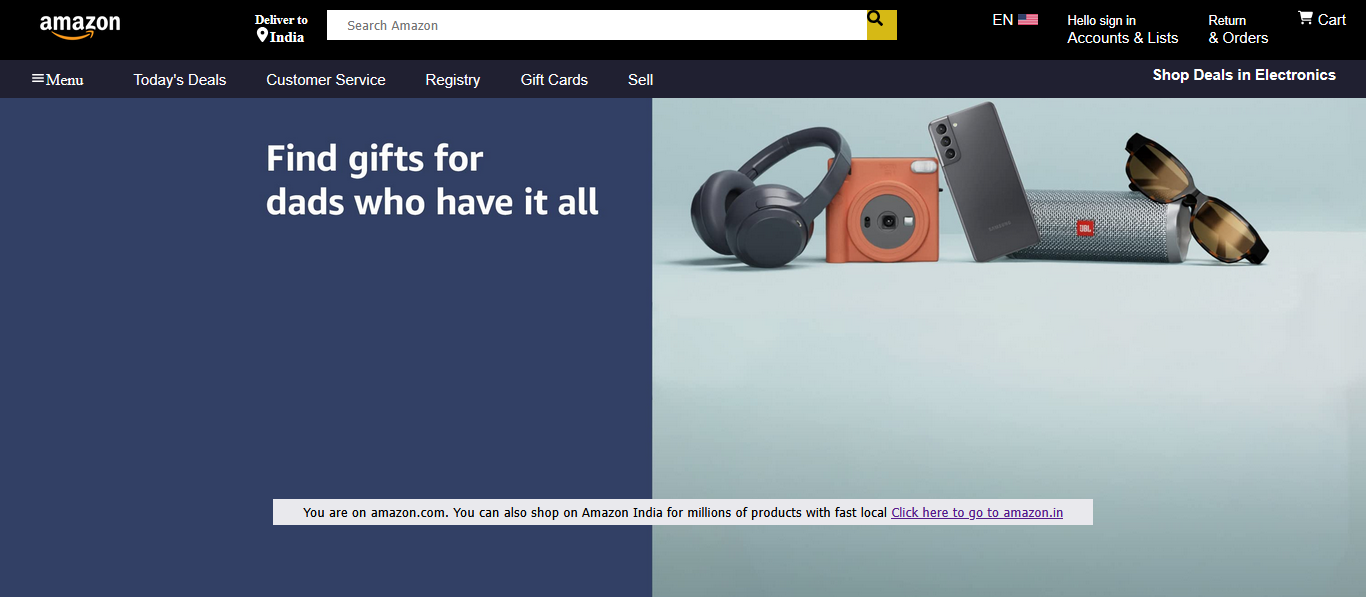 amazon
Deliver to
India
Search Amazon
EN
Hello sign in
Accounts & Lists
Return
& Orders
Cart
Menu
Today's Deals
Customer Service
Registry
Gift Cards
Sell
Shop Deals in Electronics
Find gifts for
dads who have it all
SAMSUNG
JBL
You are on amazon.com. You can also shop on Amazon India for millions of products with fast local Click here to go to amazon.in